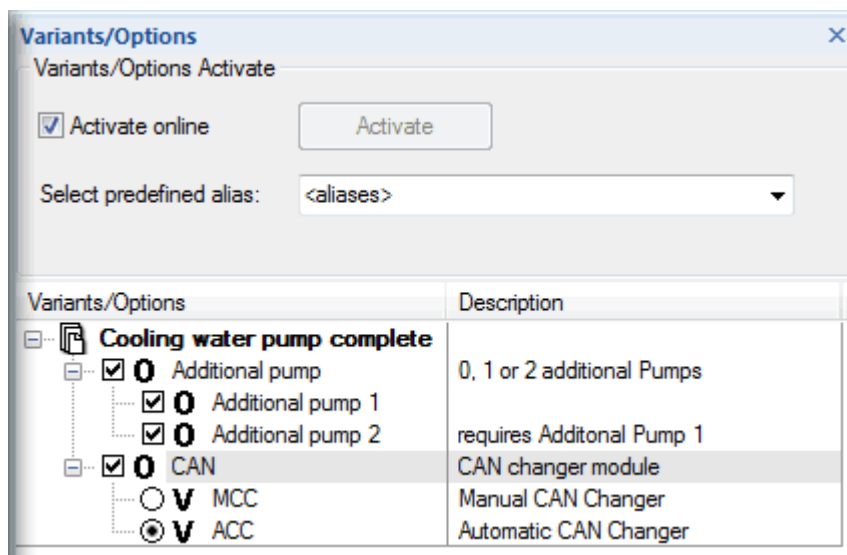 Variants/Options
Variants/Options Activate
Activate online Activate
Select predefined alias: <aliases>
Variants/Options Description
Cooling water pump complete
O Additional pump 0, 1 or 2 additional Pumps
O Additional pump 1
O Additional pump 2 requires Additonal Pump 1
O CAN CAN changer module
V MCC Manual CAN Changer
V ACC Automatic CAN Changer